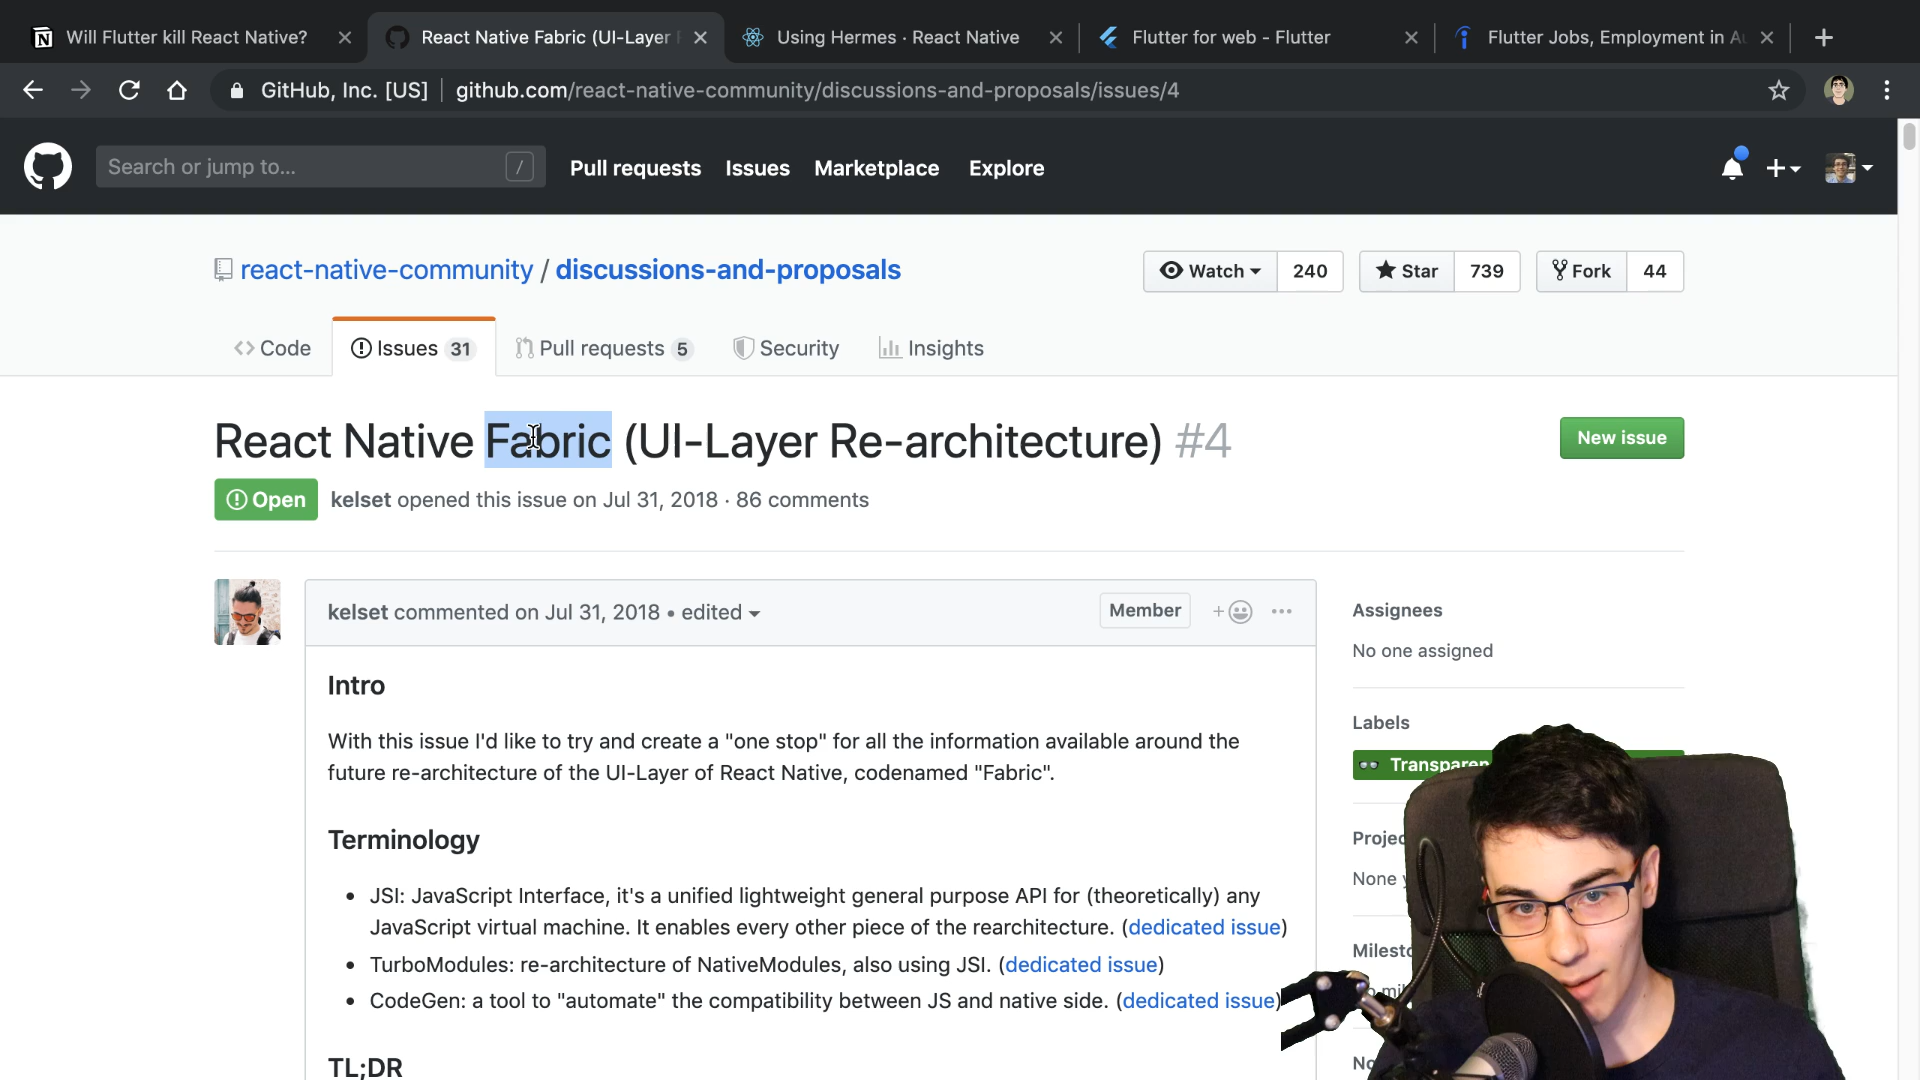 Will Flutter kill React Native?
React Native Fabric (UI-Layer
Using Hermes · React Native
Flutter for web - Flutter
Flutter Jobs, Employment in
GitHub, Inc. [US]
github.com/react-native-community/discussions-and-proposals/issues/4
Search or jump to...
/
Pull requests
Issues
Marketplace
Explore
react-native-community / discussions-and-proposals
Watch 240
Star 739
Fork 44
Code
Issues 31
Pull requests 5
Security
Insights
React Native Fabric (UI-Layer Re-architecture) #4
New issue
Open
kelset opened this issue on Jul 31, 2018 · 86 comments
kelset commented on Jul 31, 2018 • edited
Member
Intro
With this issue I'd like to try and create a "one stop" for all the information available around the
future re-architecture of the UI-Layer of React Native, codenamed "Fabric".
Terminology
• JSI: JavaScript Interface, it's a unified lightweight general purpose API for (theoretically) any
JavaScript virtual machine. It enables every other piece of the rearchitecture. (dedicated issue)
• TurboModules: re-architecture of NativeModules, also using JSI. (dedicated issue)
• CodeGen: a tool to "automate" the compatibility between JS and native side. (dedicated issue)
TL;DR
Assignees
No one assigned
Labels
Transparen
Projec
None y
Milesto
No